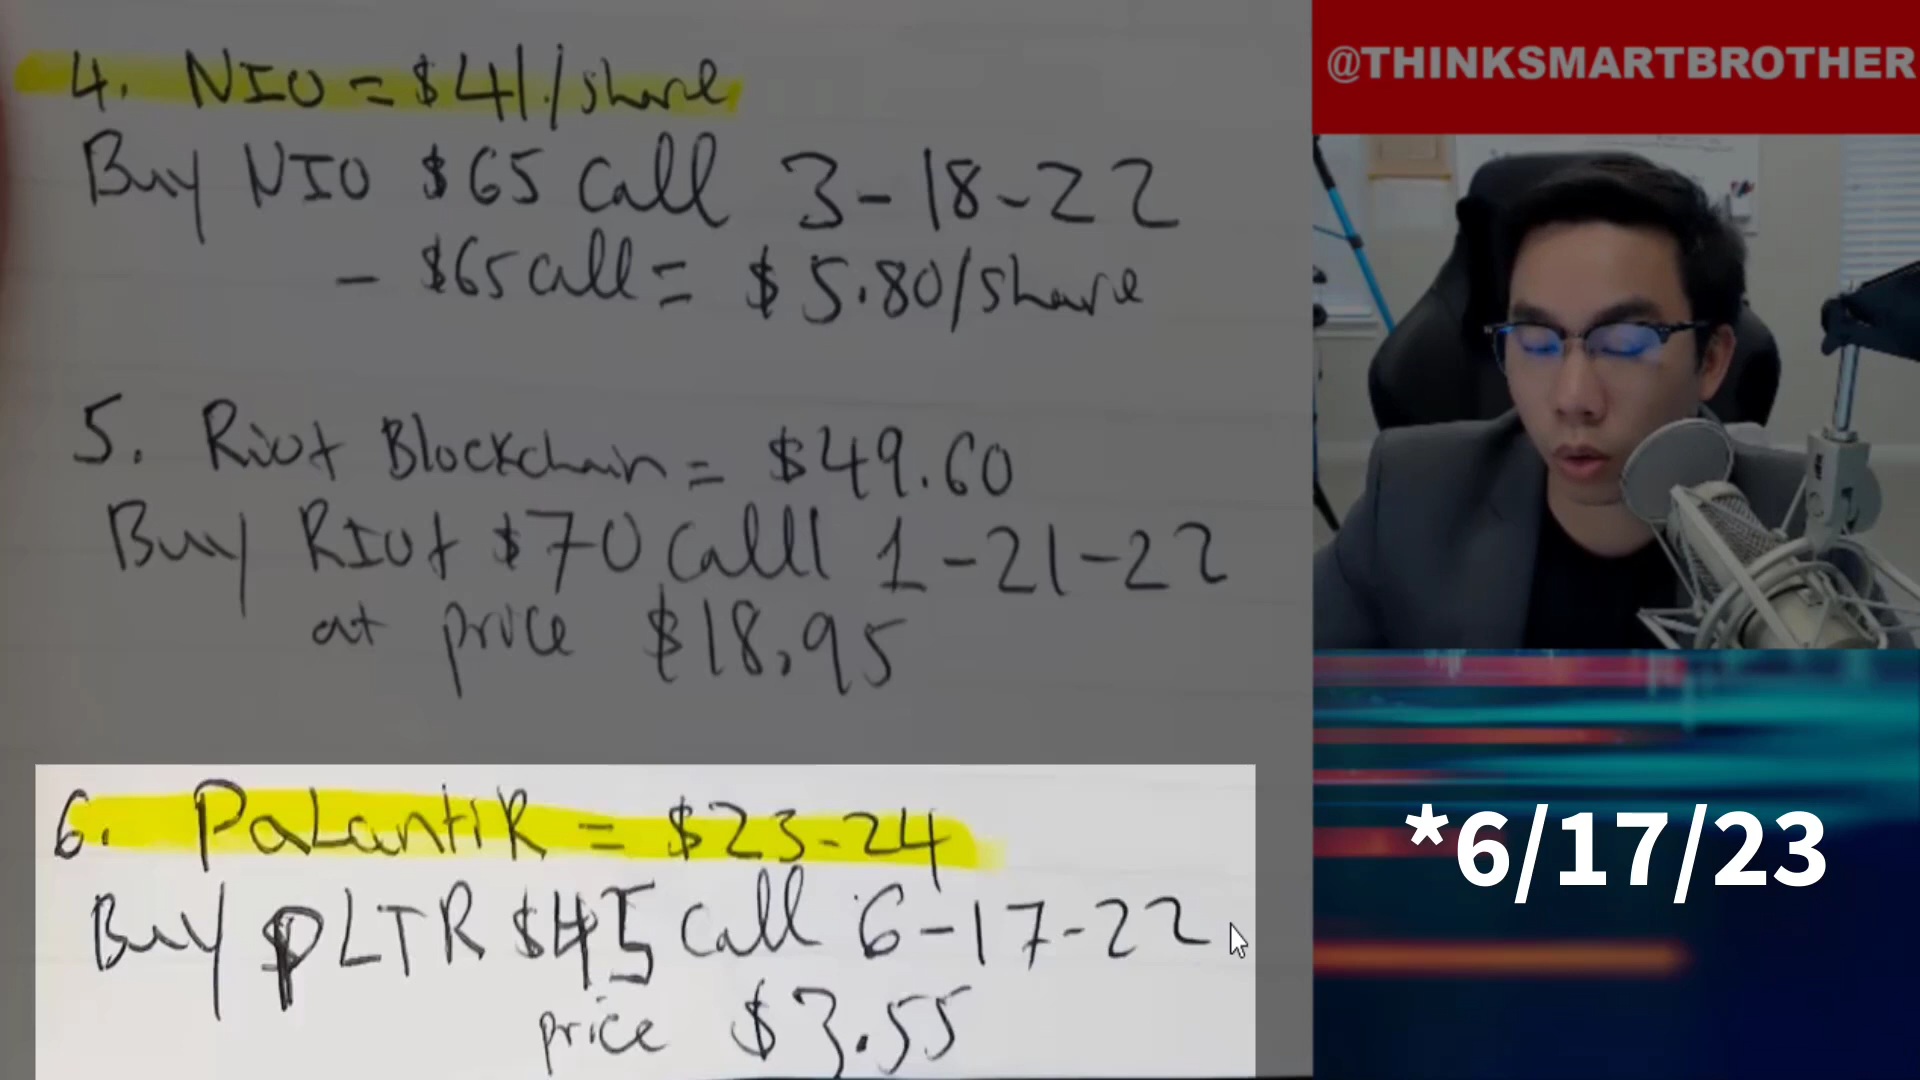 4. NIO = $41/share
Buy NIO $65 call 3-18-22
- $65 call = $5.80/share
5. Riot Blockchain = $49.60
Buy RIOT $70 Calll 1-21-22
at price $18.95
6. PaLantiR = $23-24
Buy PLTR $45 call 6-17-22
price $3.55
@THINKSMARTBROTHER
*6/17/23